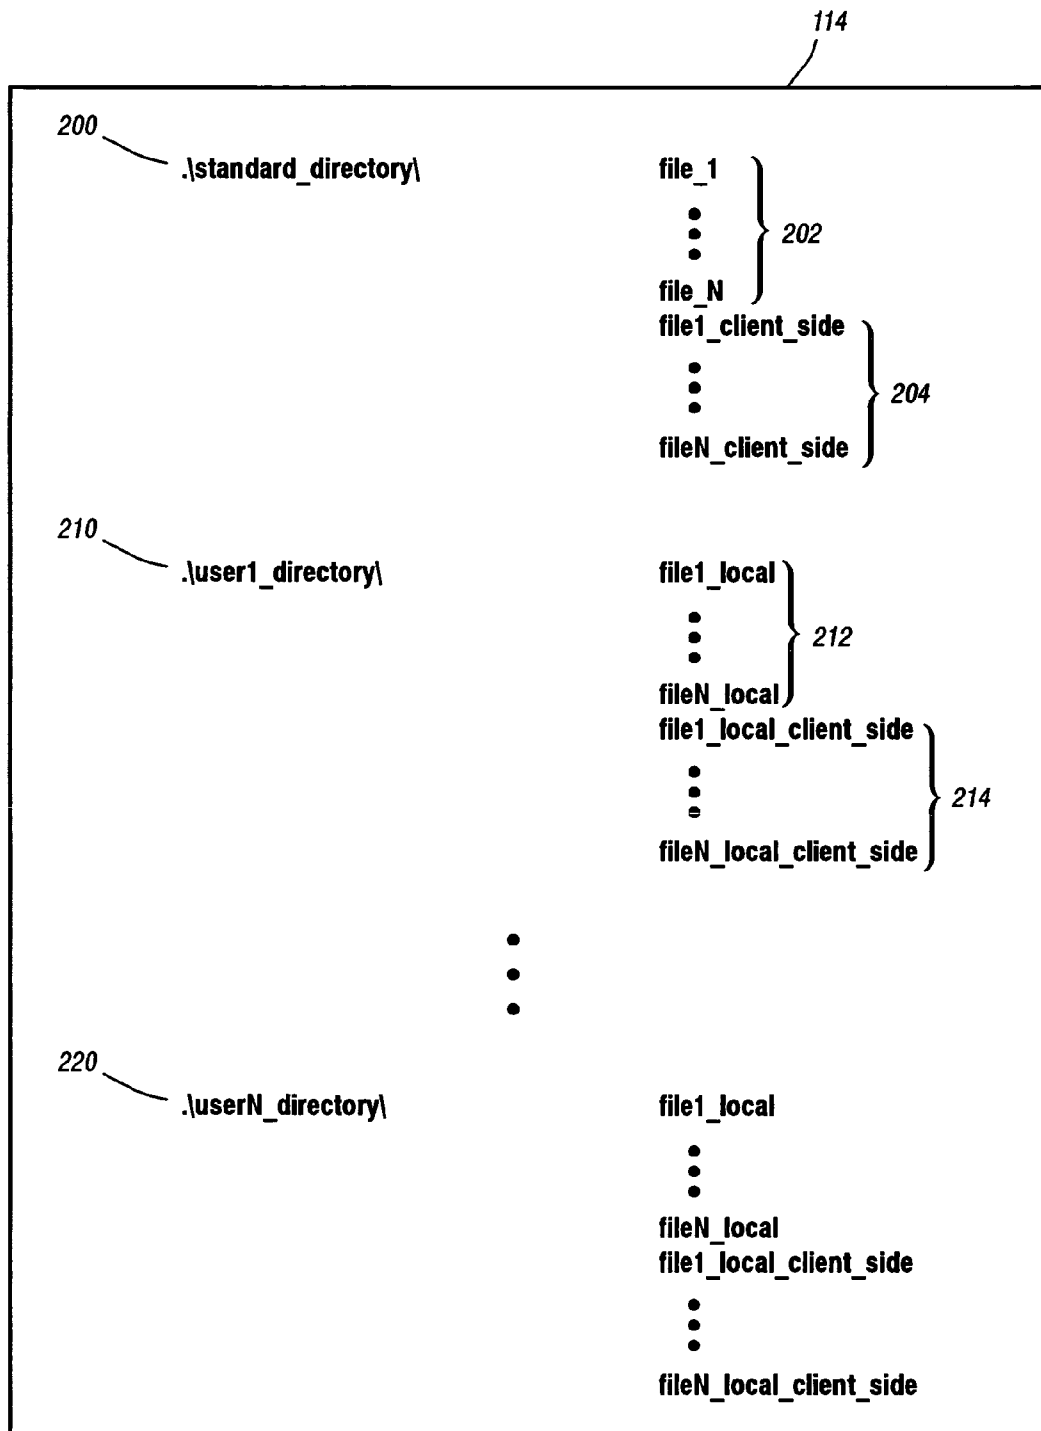 114
200
.\standard_directory\ file_1
202
file_N
file1_client_side
204
fileN_client_side
210
.\user1_directory\ file1_local
212
fileN_local
file1_local_client_side
214
fileN_local_client_side
220
.\userN_directory\ file1_local
fileN_local
file1_local_client_side
fileN_local_client_side